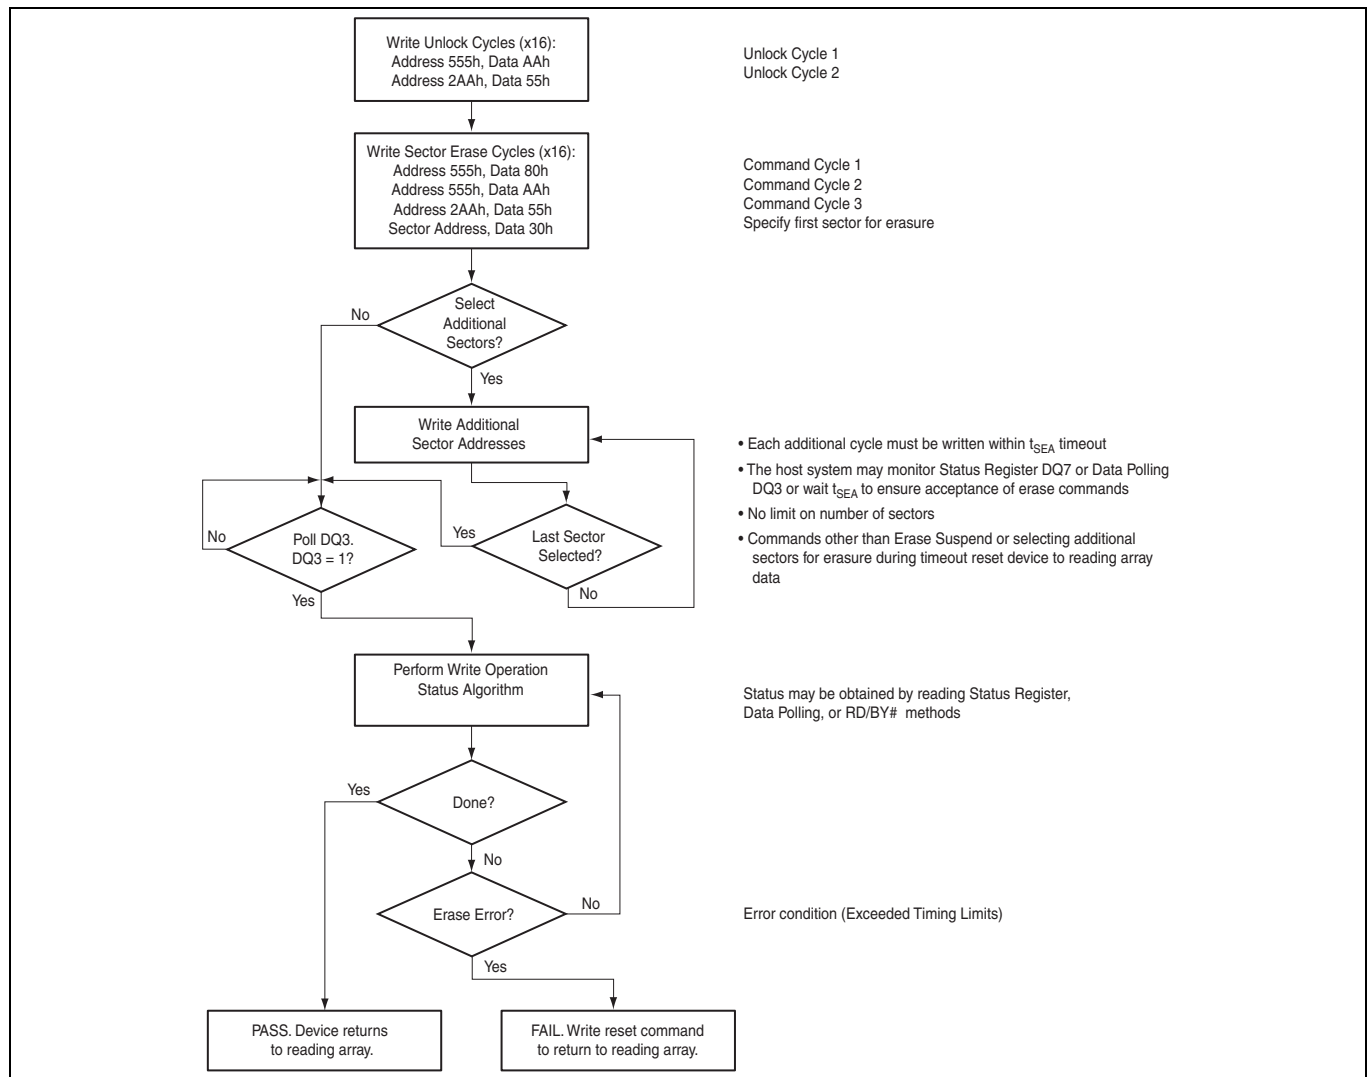 Write Unlock Cycles (x16):
Address 555h, Data AAh
Address 2AAh, Data 55h
Unlock Cycle 1
Unlock Cycle 2
Write Sector Erase Cycles (x16):
Address 555h, Data 80h
Address 555h, Data AAh
Address 2AAh, Data 55h
Sector Address, Data 30h
Command Cycle 1
Command Cycle 2
Command Cycle 3
Specify first sector for erasure
Select
Additional
Sectors?
No
Yes
Write Additional
Sector Addresses
• Each additional cycle must be written within tSEA timeout
• The host system may monitor Status Register DQ7 or Data Polling
DQ3 or wait tSEA to ensure acceptance of erase commands
• No limit on number of sectors
• Commands other than Erase Suspend or selecting additional
sectors for erasure during timeout reset device to reading array
data
No
Poll DQ3.
DQ3 = 1?
Yes
Yes
Last Sector
Selected?
No
Perform Write Operation
Status Algorithm
Status may be obtained by reading Status Register,
Data Polling, or RD/BY# methods
Yes
Done?
No
Erase Error?
No
Error condition (Exceeded Timing Limits)
Yes
PASS. Device returns
to reading array.
FAIL. Write reset command
to return to reading array.